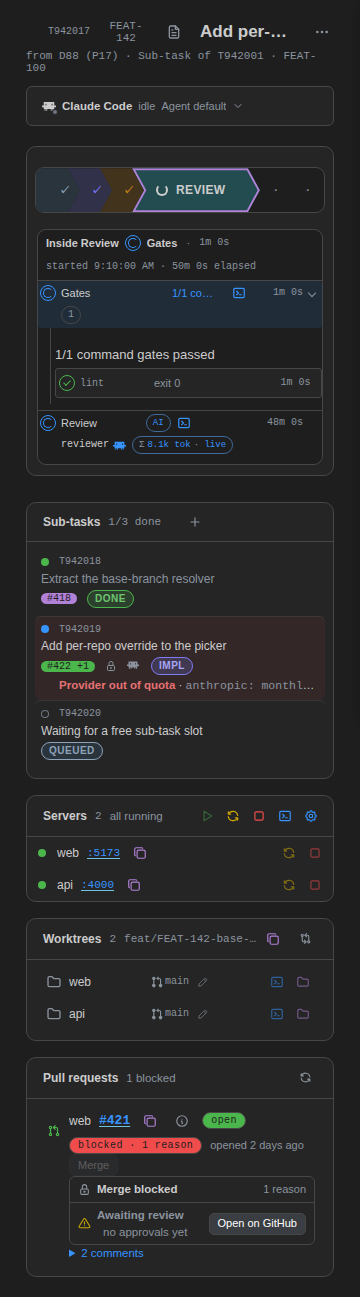 T942017 FEAT-142 Add per-…
from D88 (P17) · Sub-task of T942001 · FEAT-100
Claude Code idle Agent default
REVIEW
Inside Review Gates · 1m 0s
started 9:10:00 AM · 50m 0s elapsed
Gates 1/1 co… 1m 0s
1
1/1 command gates passed
lint exit 0 1m 0s
Review AI 48m 0s
reviewer Σ 8.1k tok · live
Sub-tasks 1/3 done
T942018
Extract the base-branch resolver
#418 DONE
T942019
Add per-repo override to the picker
#422 +1 IMPL
Provider out of quota · anthropic: monthl…
T942020
Waiting for a free sub-task slot
QUEUED
Servers 2 all running
web :5173
api :4000
Worktrees 2 feat/FEAT-142-base-…
web main
api main
Pull requests 1 blocked
web #421 open
blocked · 1 reason opened 2 days ago
Merge
Merge blocked 1 reason
Awaiting review
no approvals yet
Open on GitHub
2 comments